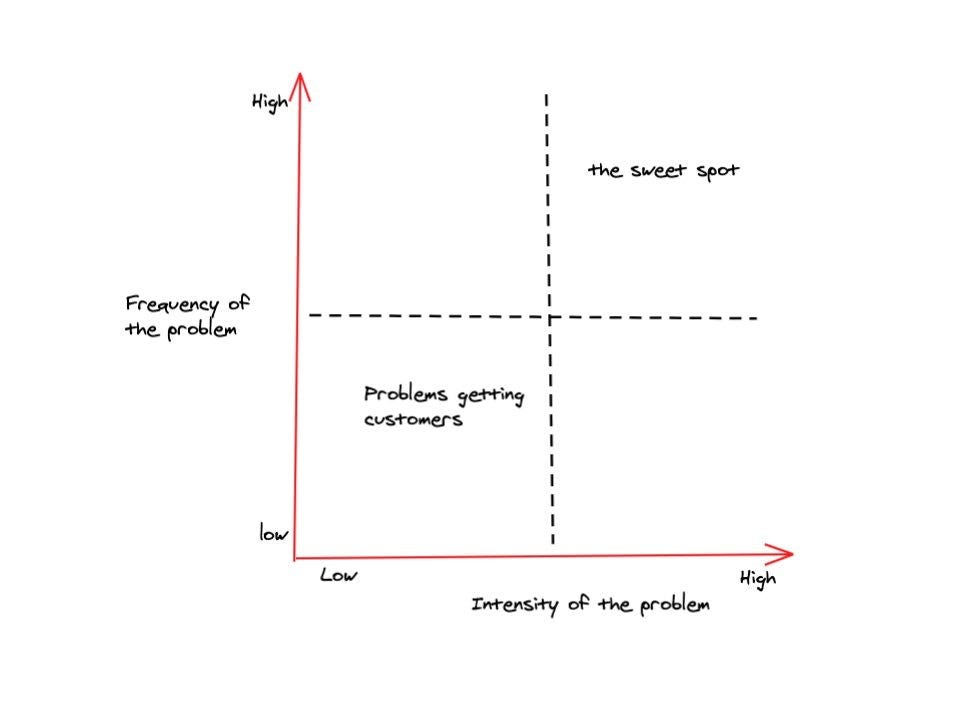 High
the sweet spot
Frequency of
the problem
Problems getting
customers
low
Low
High
Intensity of the problem